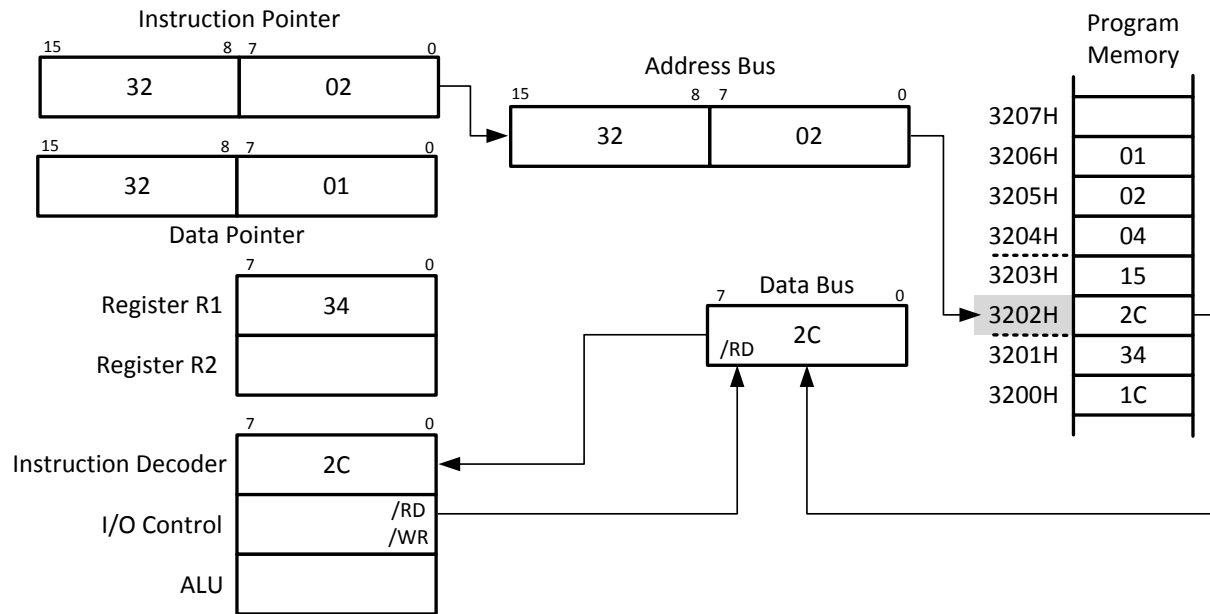 Instruction Pointer
15 8 7 0
32 02
15 8 7 0
32 01
Data Pointer
7 0
Register R1 34
Register R2
7 0
Instruction Decoder 2C
I/O Control /RD
/WR
ALU
Address Bus
15 8 7 0
32 02
Data Bus
7 0
2C
/RD
Program
Memory
3207H
3206H 01
3205H 02
3204H 04
3203H 15
3202H 2C
3201H 34
3200H 1C